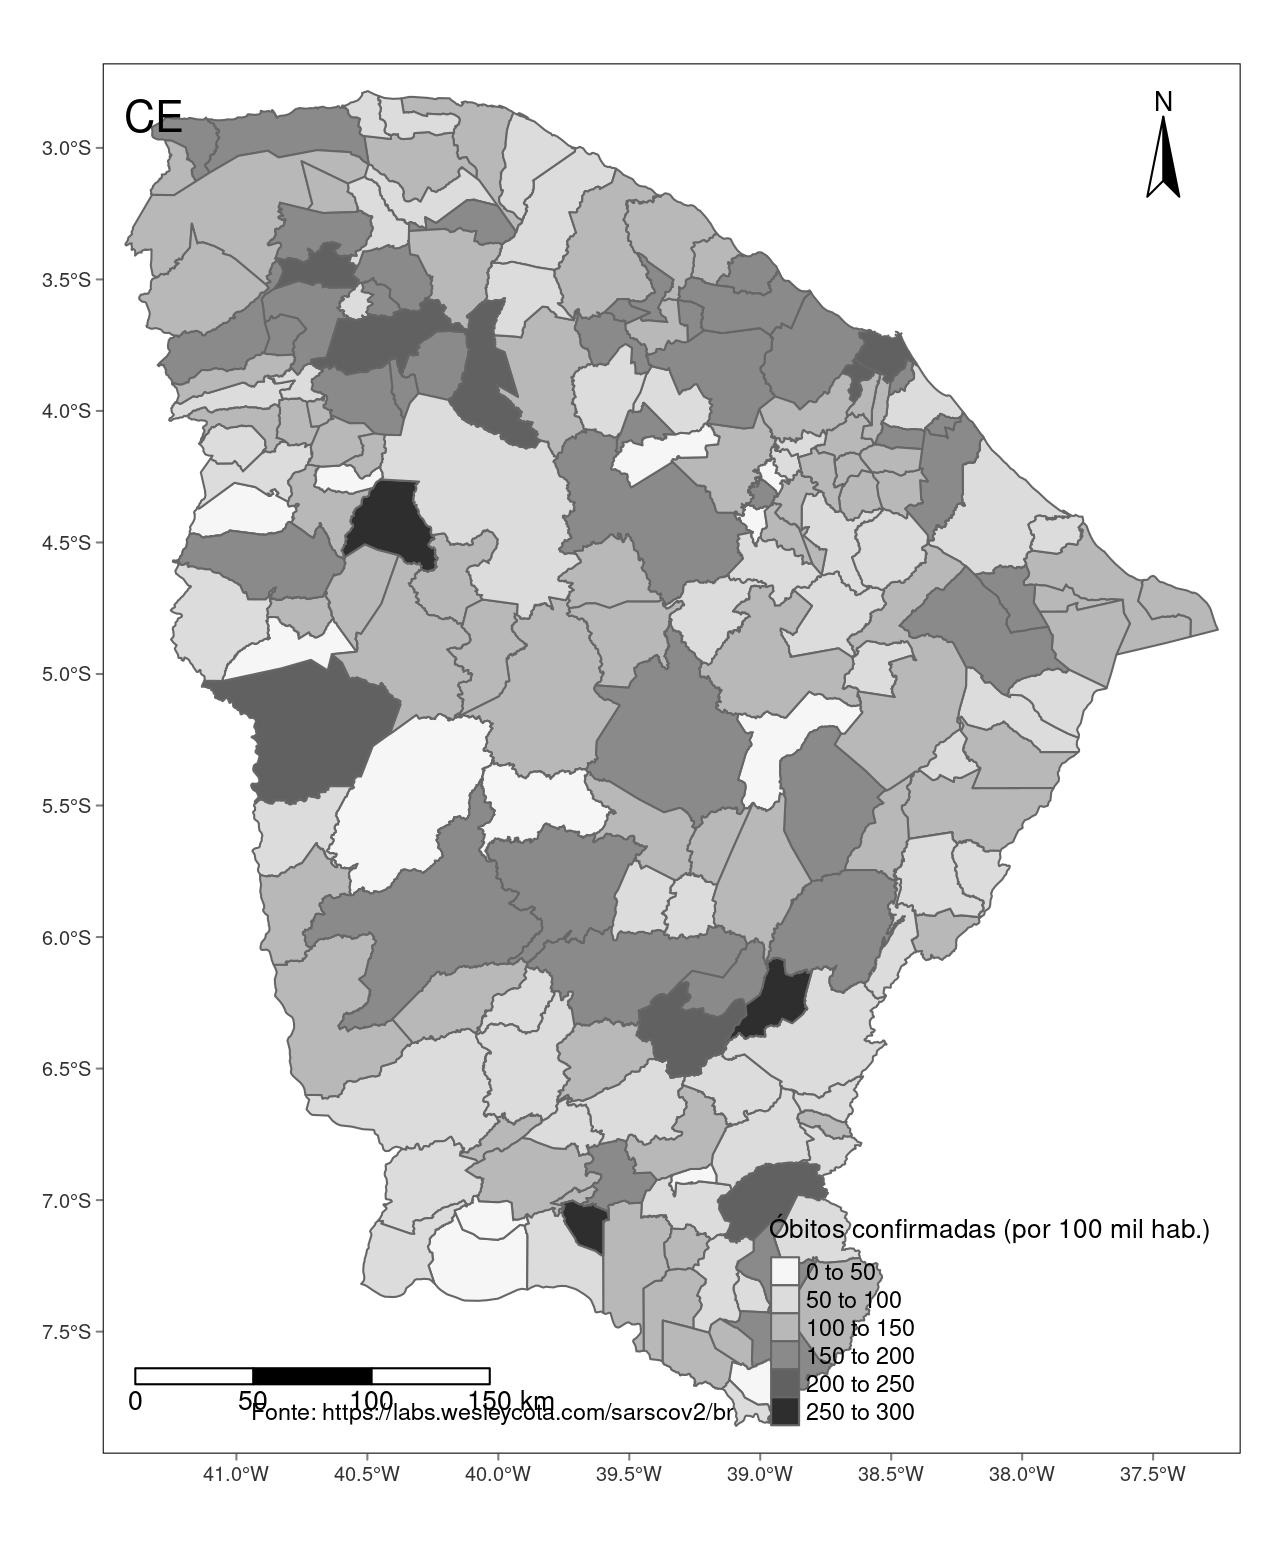 CE
N
3.0°S
3.5°S
4.0°S
4.5°S
5.0°S
5.5°S
6.0°S
6.5°S
7.0°S
7.5°S
Óbitos confirmadas (por 100 mil hab.)
0 to 50
50 to 100
100 to 150
150 to 200
200 to 250
250 to 300
0 50 100 150 km
Fonte: https://labs.wesleycota.com/sarscov2/br
41.0°W 40.5°W 40.0°W 39.5°W 39.0°W 38.5°W 38.0°W 37.5°W